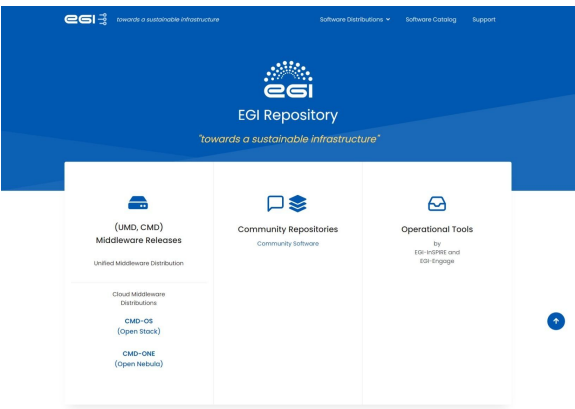 egi
towards a sustainable infrastructure
Software Distributions
Software Catalog
Support
egi
EGI Repository
"towards a sustainable infrastructure"
(UMD, CMD)
Middleware Releases
Unified Middleware Distribution
Cloud Middleware
Distributions
CMD-OS
(Open Stack)
CMD-ONE
(Open Nebula)
Community Repositories
Community Software
Operational Tools
by
EGI-InSPIRE and
EGI-Engage